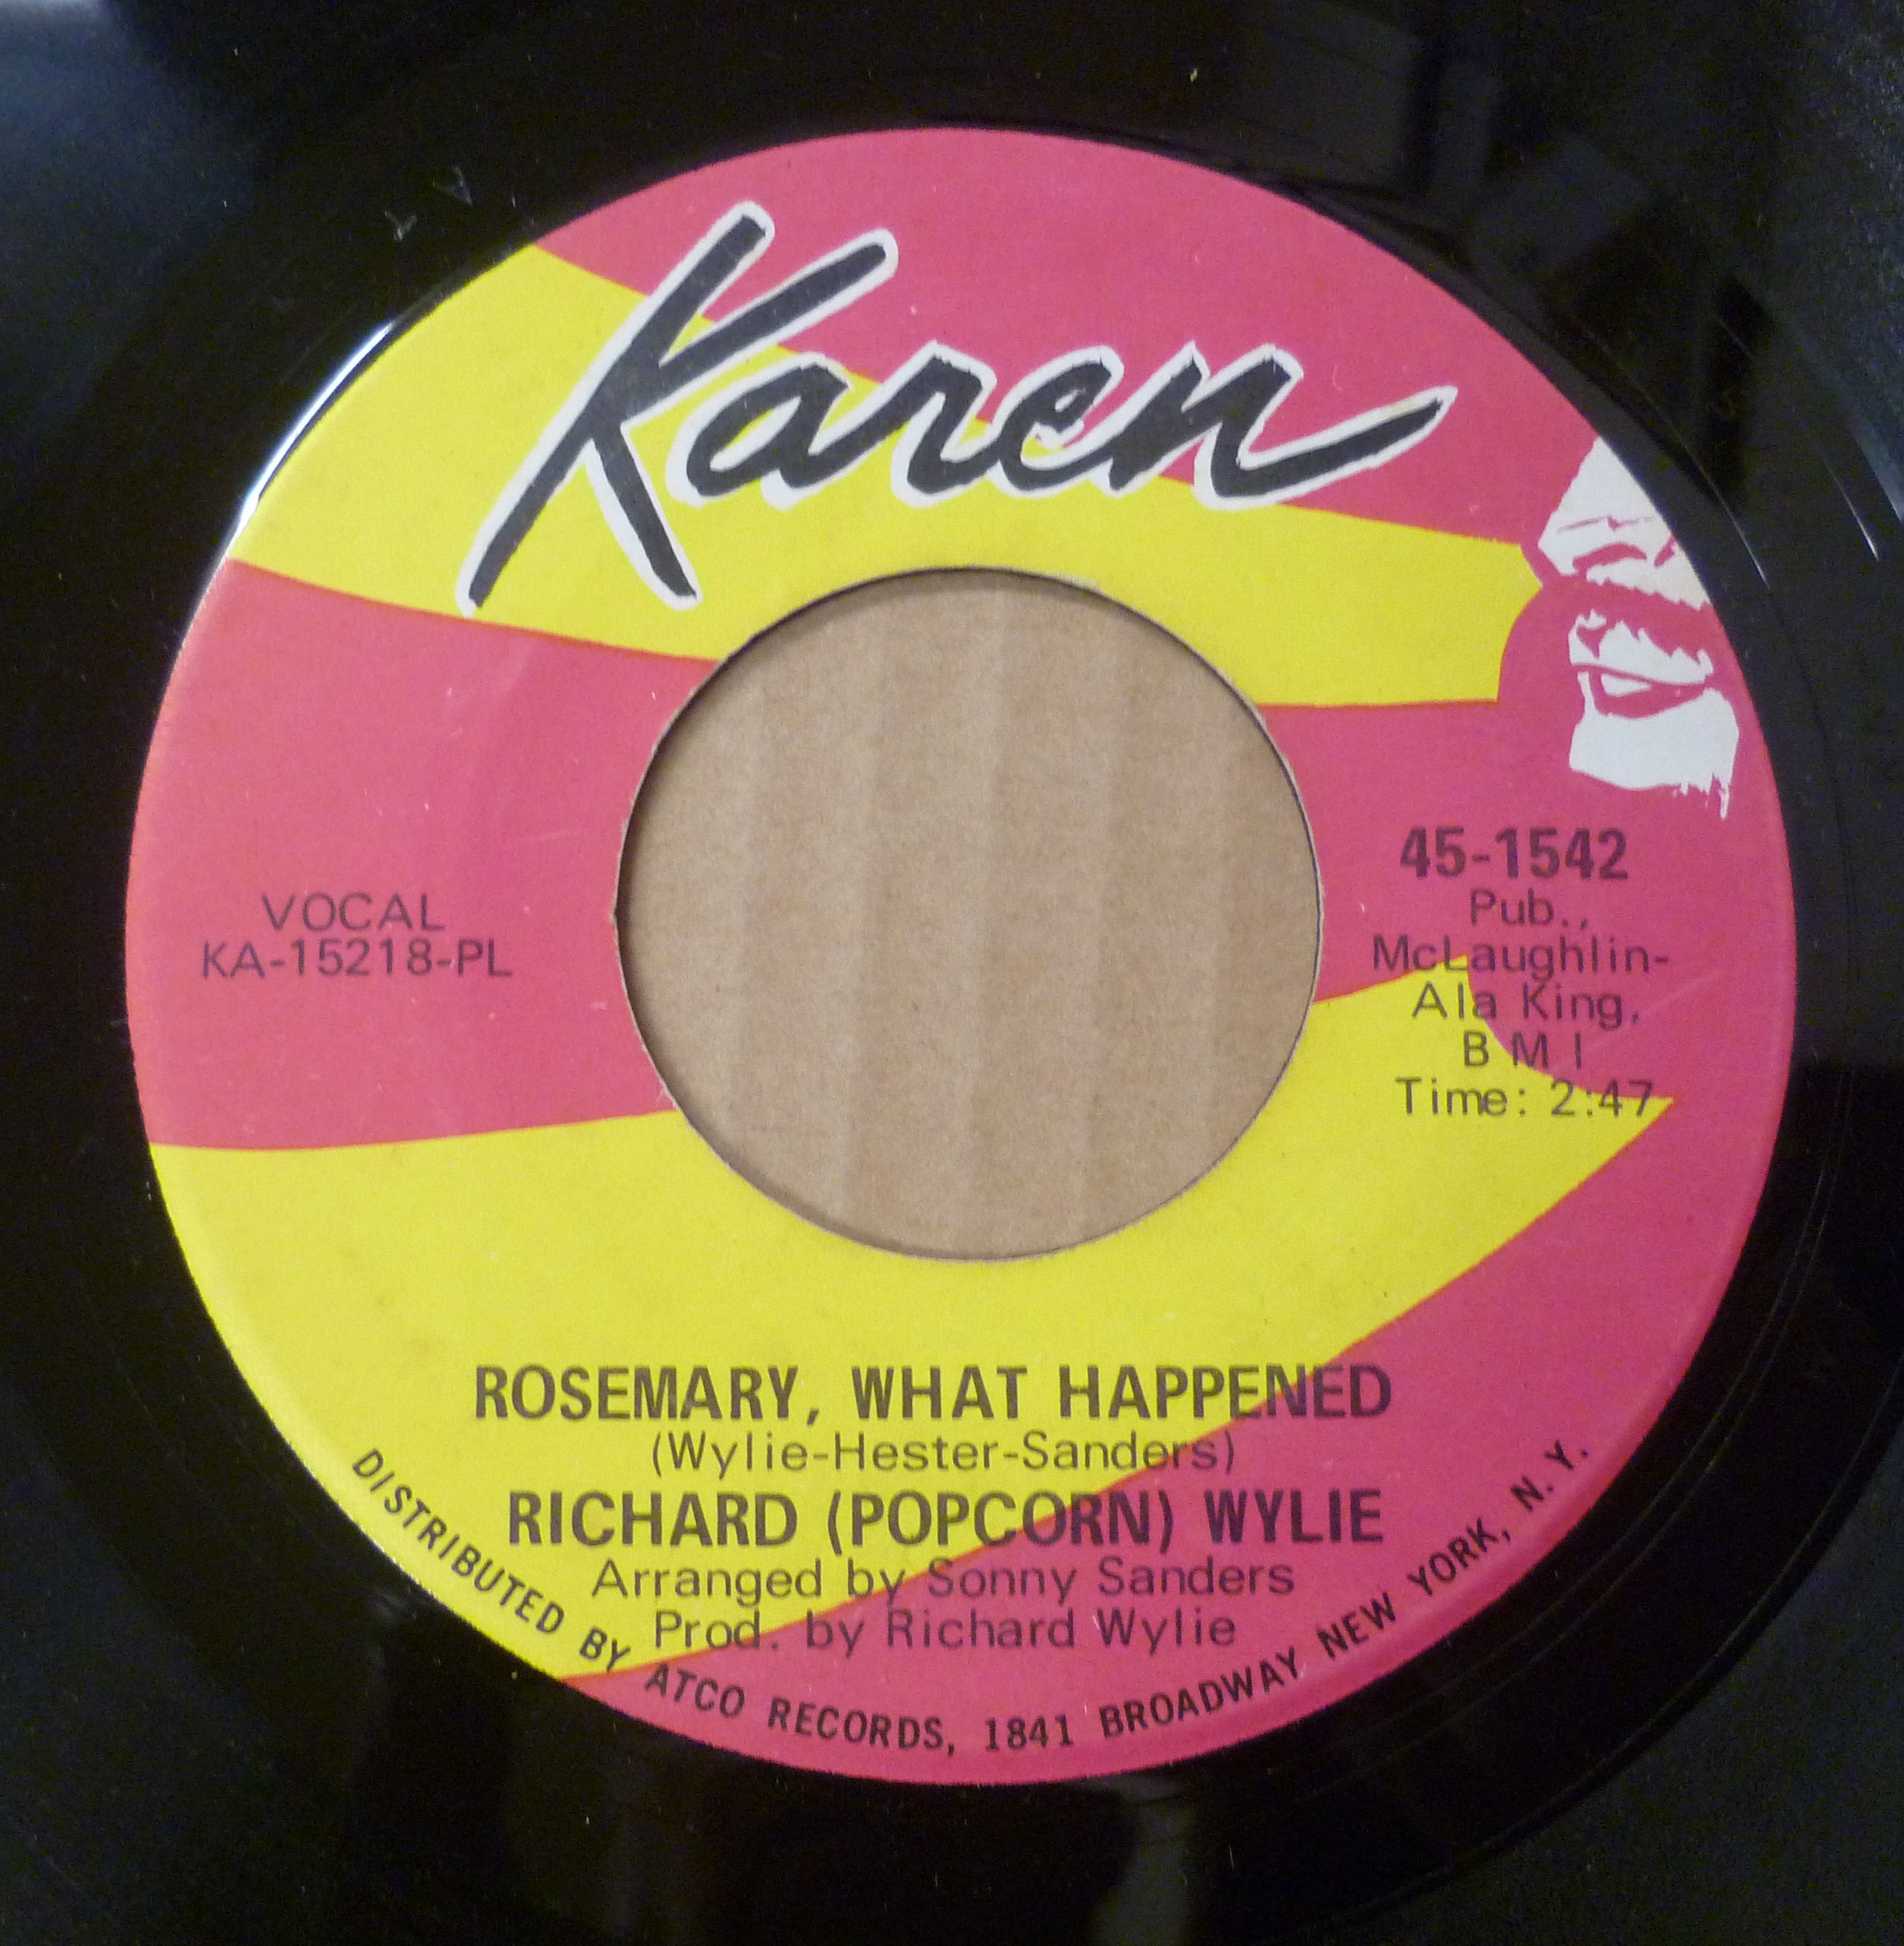 Karen
VOCAL
KA-15218-PL
45-1542
Pub.,
McLaughlin-
Ala King,
B M I
Time: 2:47
ROSEMARY, WHAT HAPPENED
(Wylie-Hester-Sanders)
RICHARD (POPCORN) WYLIE
Arranged by Sonny Sanders
Prod. by Richard Wylie
DISTRIBUTED BY ATCO RECORDS, 1841 BROADWAY NEW YORK, N. Y.